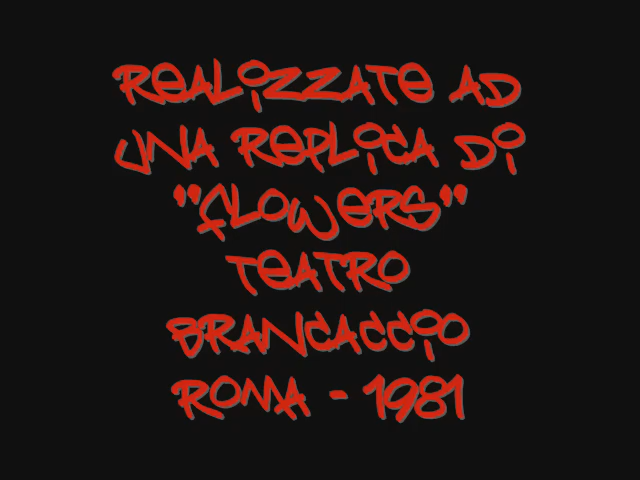 REALIZZATE AD
UNA REPLICA DI
"FLOWERS"
TEATRO
BRANCACCIO
ROMA - 1981